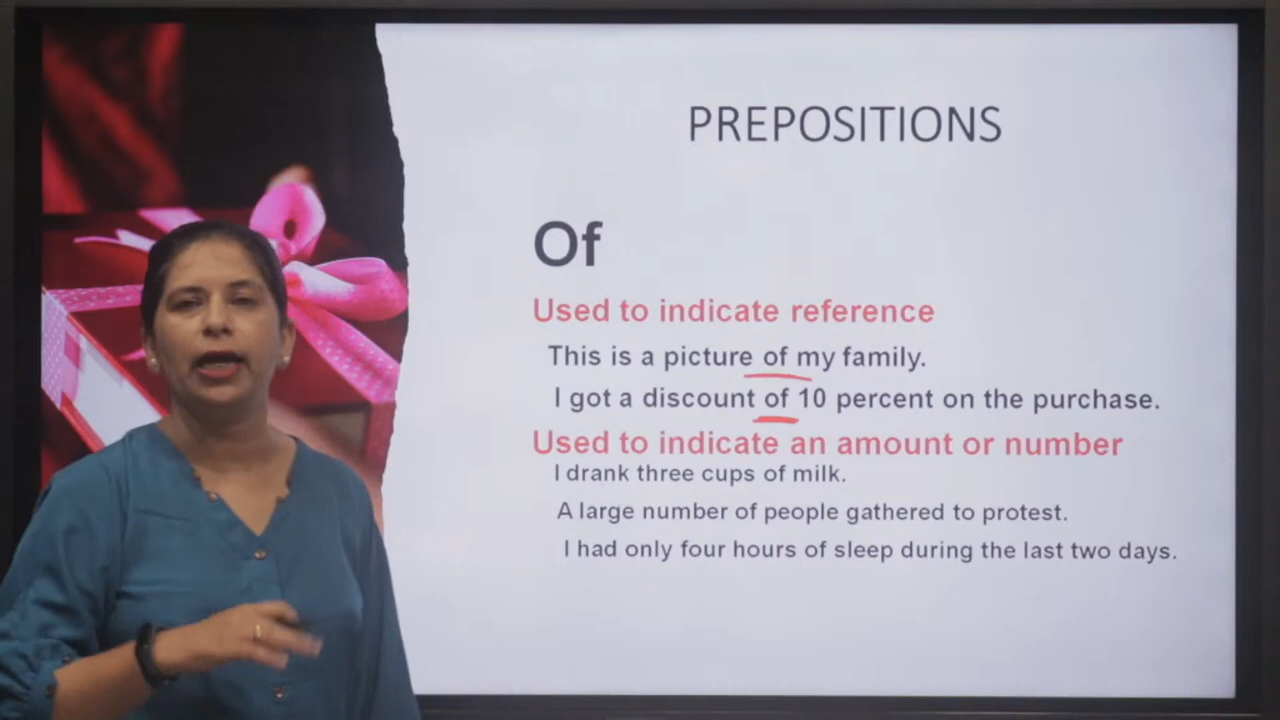 PREPOSITIONS
Of
Used to indicate reference
This is a picture of my family.
I got a discount of 10 percent on the purchase.
Used to indicate an amount or number
I drank three cups of milk.
A large number of people gathered to protest.
I had only four hours of sleep during the last two days.